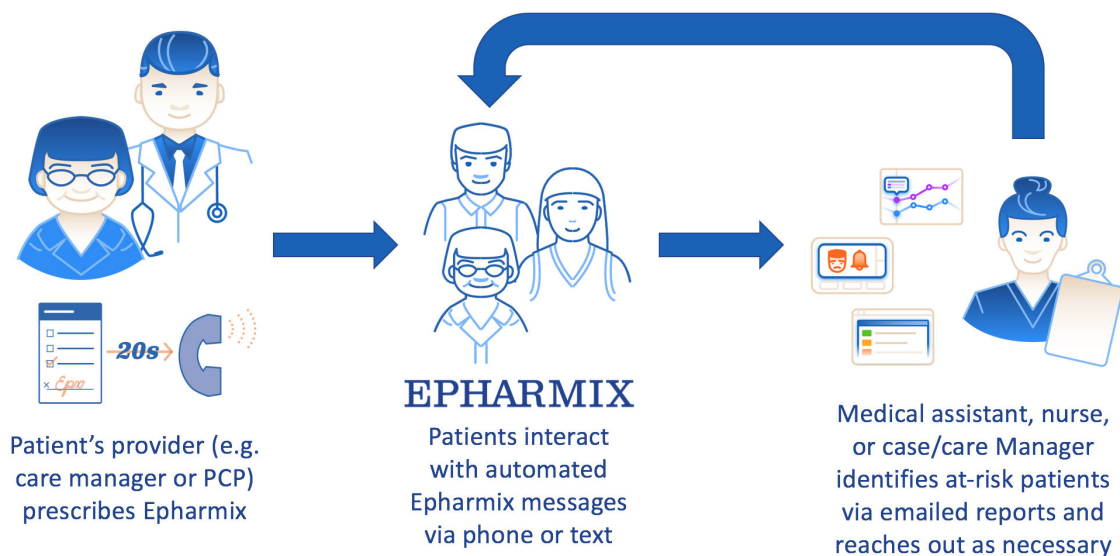 20s
× Epx
Patient's provider (e.g.
care manager or PCP)
prescribes Epharmix
EPHARMIX
Patients interact
with automated
Epharmix messages
via phone or text
Medical assistant, nurse,
or case/care Manager
identifies at-risk patients
via emailed reports and
reaches out as necessary